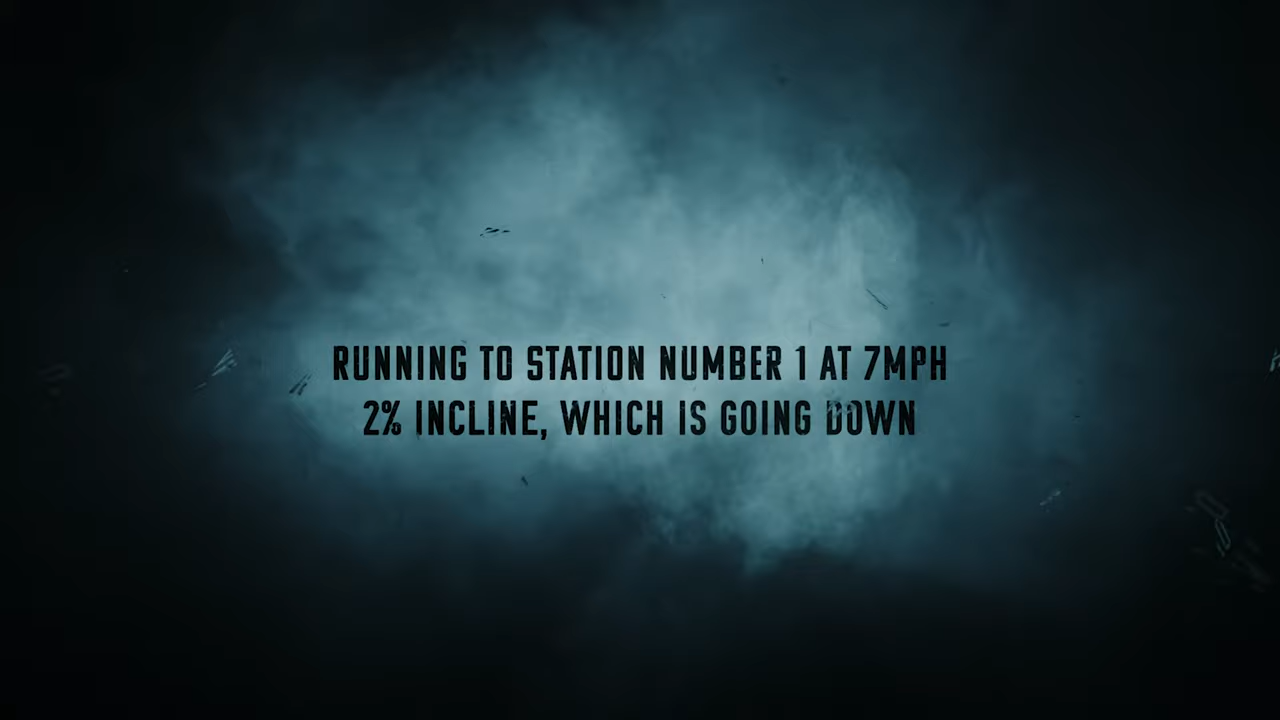 RUNNING TO STATION NUMBER 1 AT 7MPH
2% INCLINE, WHICH IS GOING DOWN